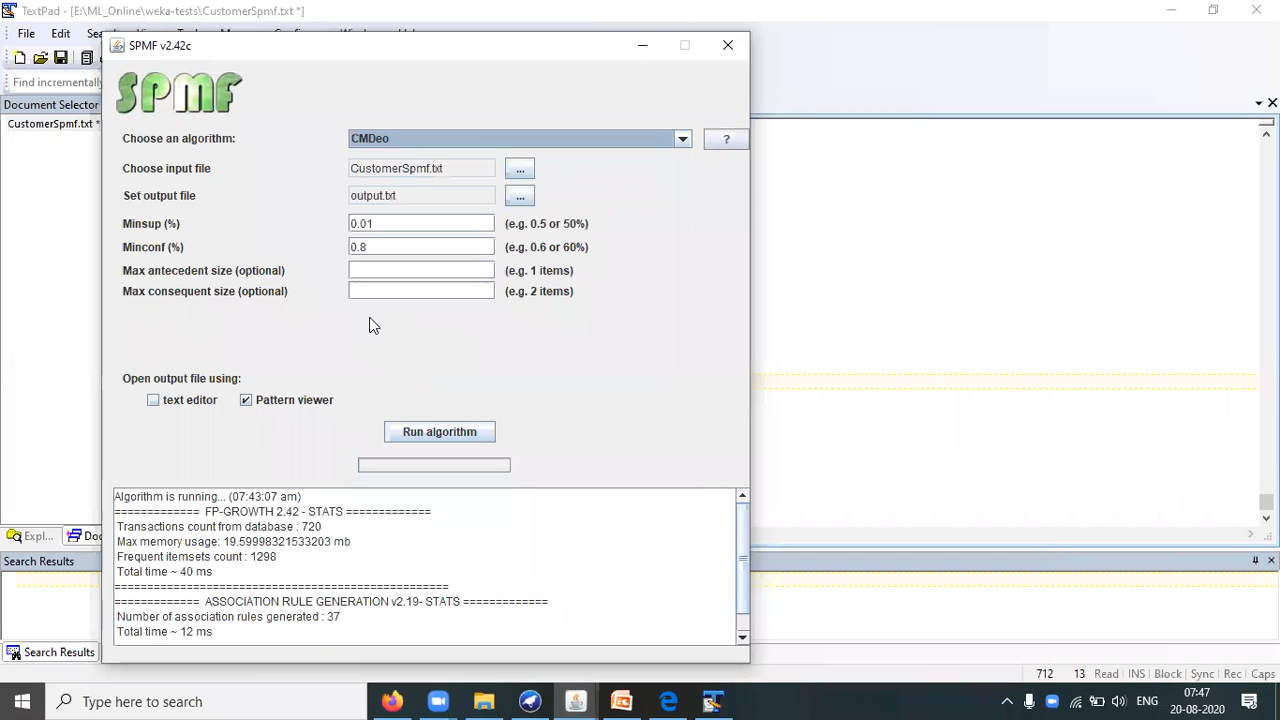 TextPad - [E:\ML_Online\weka-tests\CustomerSpmf.txt *]
File Edit Sea
SPMF v2.42c
Find incrementally
SPMF
Document Selector
CustomerSpmf.txt *
Choose an algorithm: CMDeo ?
Choose input file CustomerSpmf.txt ...
Set output file output.txt ...
Minsup (%) 0.01 (e.g. 0.5 or 50%)
Minconf (%) 0.8 (e.g. 0.6 or 60%)
Max antecedent size (optional) (e.g. 1 items)
Max consequent size (optional) (e.g. 2 items)
Open output file using:
text editor Pattern viewer
Run algorithm
Algorithm is running... (07:43:07 am)
============= FP-GROWTH 2.42 - STATS =============
Transactions count from database : 720
Max memory usage: 19.59998321533203 mb
Frequent itemsets count : 1298
Total time ~ 40 ms
===================================================
============= ASSOCIATION RULE GENERATION v2.19- STATS =============
Number of association rules generated : 37
Total time ~ 12 ms
Expl... Doc
Search Results
Search Results
712 13 Read INS Block Sync Rec Caps
Type here to search
ENG
07:47
20-08-2020